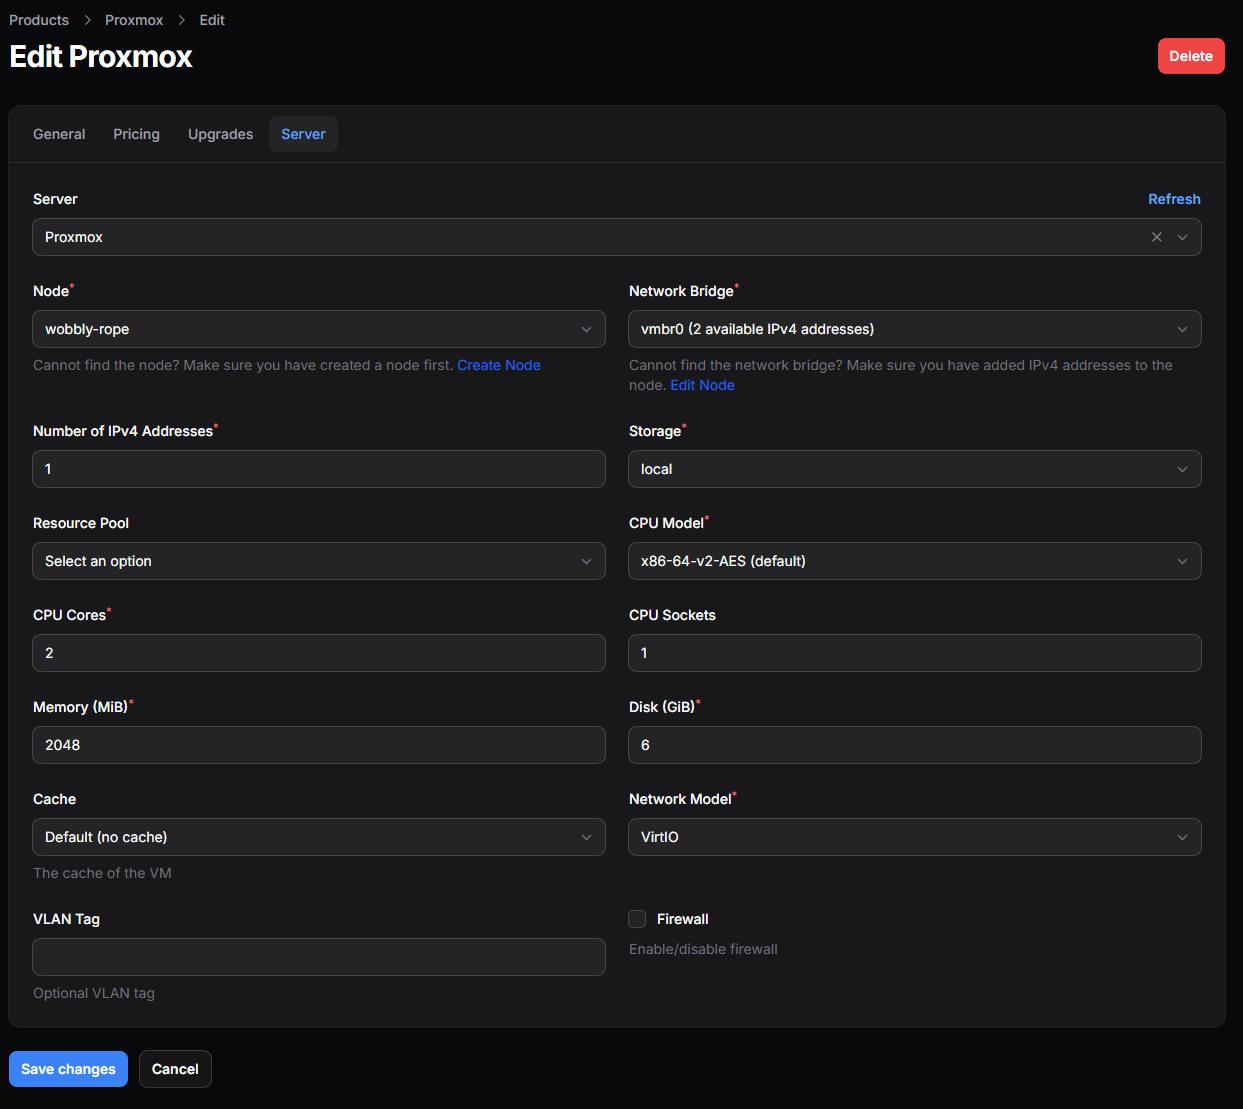 Products > Proxmox > Edit
Edit Proxmox
Delete
General Pricing Upgrades Server
Server
Refresh
Proxmox
Node*
wobbly-rope
Cannot find the node? Make sure you have created a node first. Create Node
Network Bridge*
vmbr0 (2 available IPv4 addresses)
Cannot find the network bridge? Make sure you have added IPv4 addresses to the
node. Edit Node
Number of IPv4 Addresses*
1
Storage*
local
Resource Pool
Select an option
CPU Model*
x86-64-v2-AES (default)
CPU Cores*
2
CPU Sockets
1
Memory (MiB)*
2048
Disk (GiB)*
6
Cache
Default (no cache)
The cache of the VM
Network Model*
VirtIO
VLAN Tag
Optional VLAN tag
Firewall
Enable/disable firewall
Save changes
Cancel